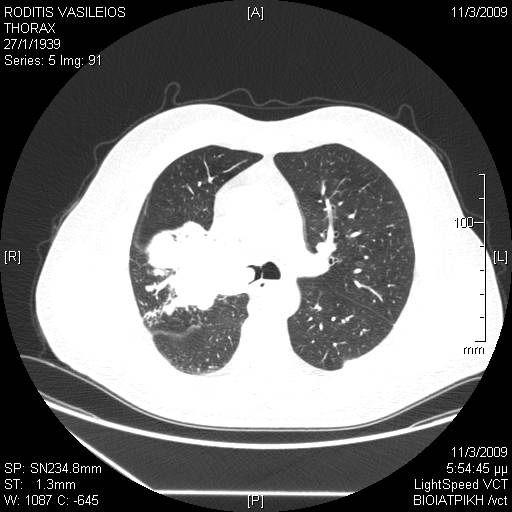 RODITIS VASILEIOS
THORAX
27/1/1939
Series: 5 Img: 91
[A]
11/3/2009
[R]
100
[L]
mm
SP: SN234.8mm
ST: 1.3mm
W: 1087 C: -645
[P]
11/3/2009
5:54:45 μμ
LightSpeed VCT
ΒΙΟΙΑΤΡΙΚΗ /vct